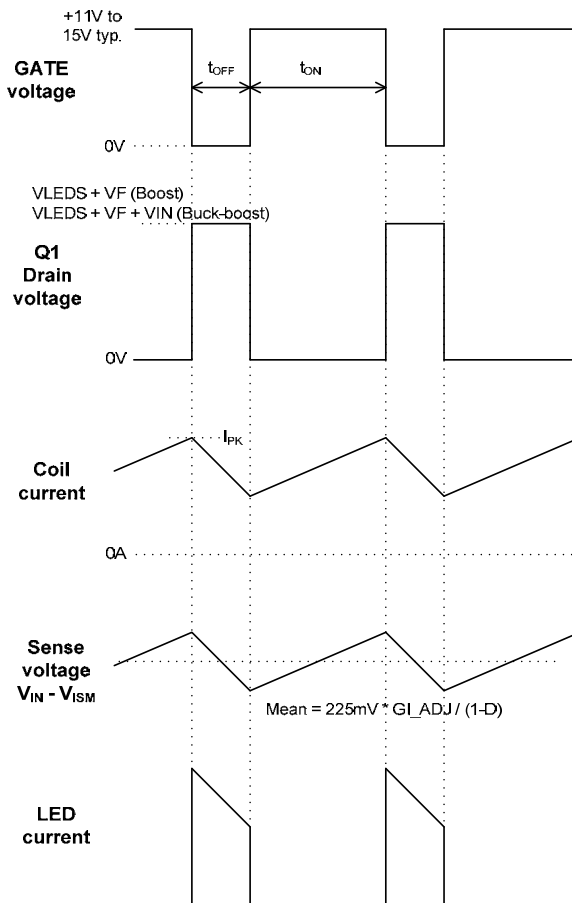 +11V to
15V typ.
GATE
voltage
tOFF
tON
0V
VLEDS + VF (Boost)
VLEDS + VF + VIN (Buck-boost)
Q1
Drain
voltage
0V
IPK
Coil
current
0A
Sense
voltage
VIN - VISM
Mean = 225mV * GI_ADJ / (1-D)
LED
current